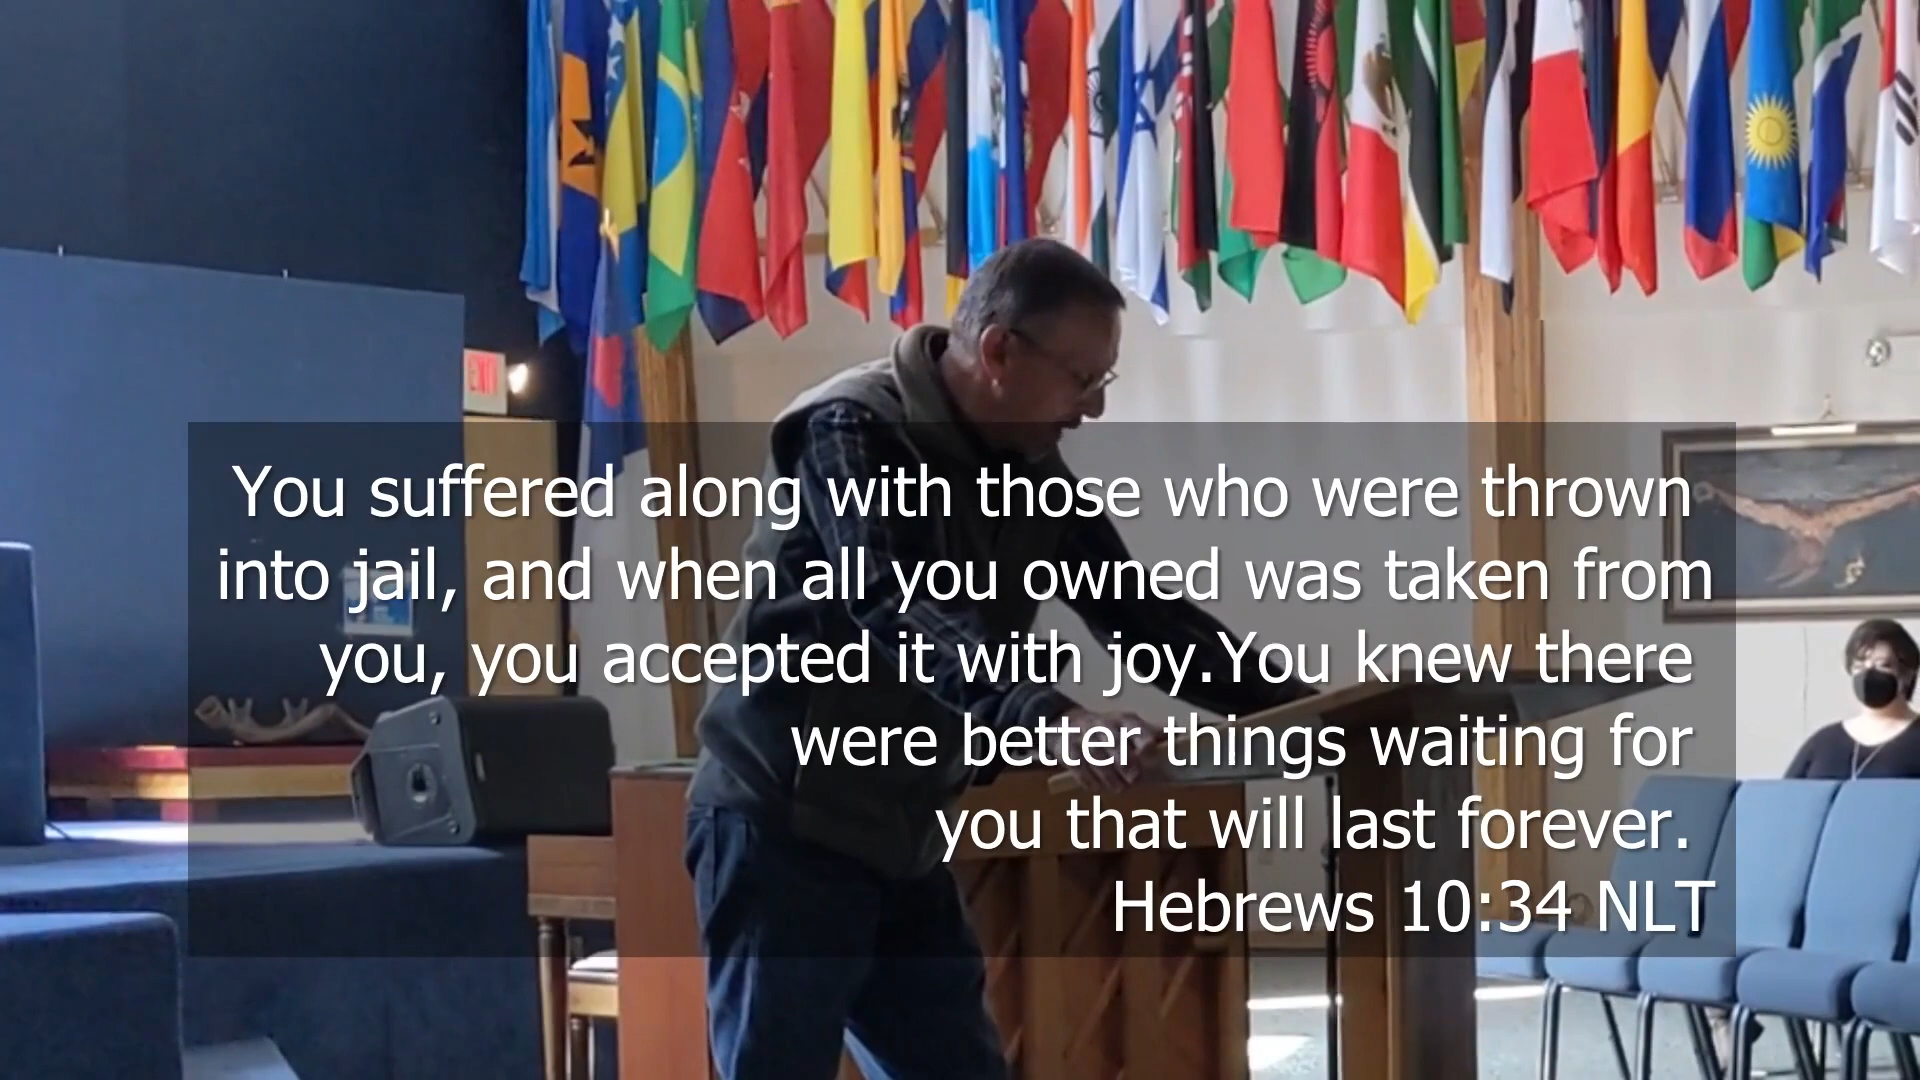 EXIT
You suffered along with those who were thrown
into jail, and when all you owned was taken from
you, you accepted it with joy.You knew there
were better things waiting for
you that will last forever.
Hebrews 10:34 NLT